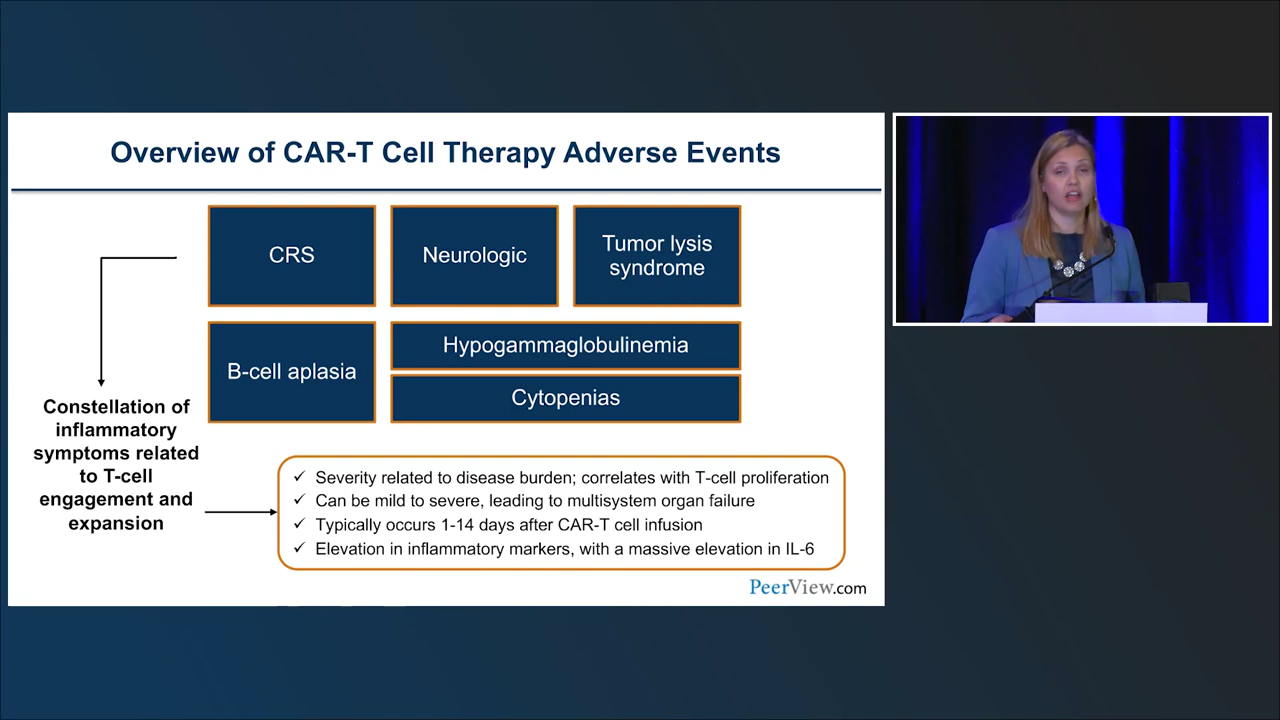 Overview of CAR-T Cell Therapy Adverse Events
CRS
Neurologic
Tumor lysis
syndrome
B-cell aplasia
Hypogammaglobulinemia
Cytopenias
Constellation of
inflammatory
symptoms related
to T-cell
engagement and
expansion
✓ Severity related to disease burden; correlates with T-cell proliferation
✓ Can be mild to severe, leading to multisystem organ failure
✓ Typically occurs 1-14 days after CAR-T cell infusion
✓ Elevation in inflammatory markers, with a massive elevation in IL-6
PeerView.com